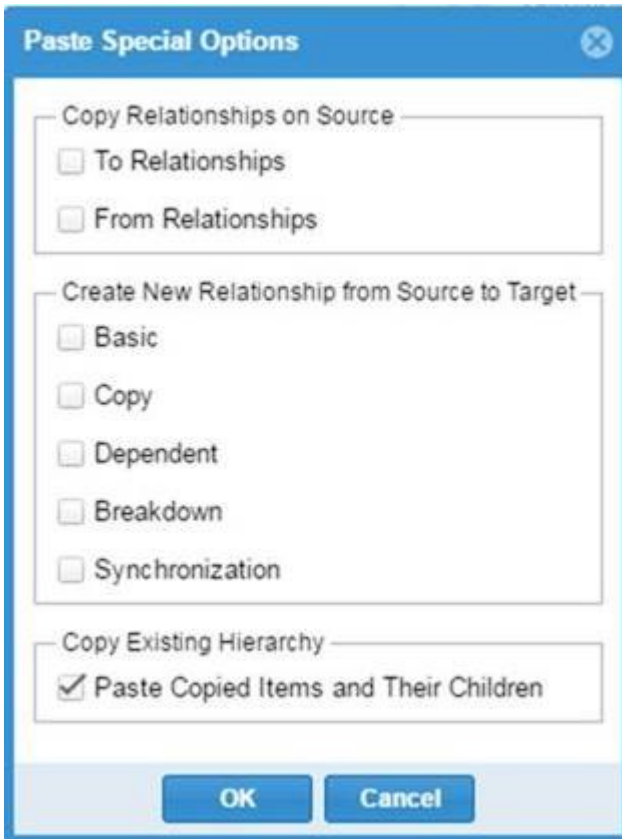 Paste Special Options
Copy Relationships on Source
To Relationships
From Relationships
Create New Relationship from Source to Target
Basic
Copy
Dependent
Breakdown
Synchronization
Copy Existing Hierarchy
Paste Copied Items and Their Children
OK
Cancel